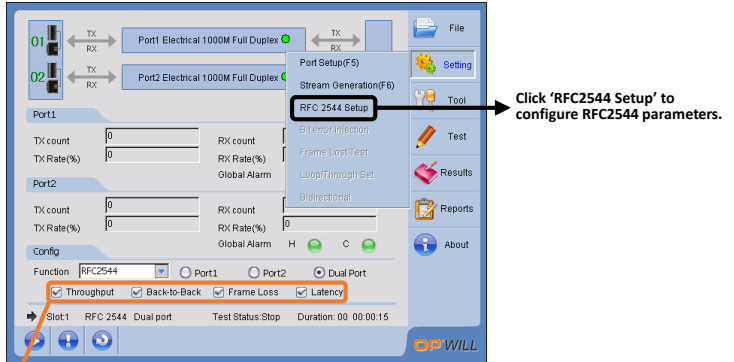 TX
TX
File
01
Port1 Electrical 1000M Full Duplex
RX
RX
Port Setup(F5)
Setting
TX
02
Port2 Electrical 1000M Full Duplex
Stream Generation(F6)
RX
RFC 2544 Setup
Tool
Click ‘RFC2544 Setup’ to
configure RFC2544 parameters.
Port1
Bit error Injection
TX count 0
RX count
Test
Frame Lost Test
TX Rate(%) 0
RX Rate(%)
Global Alarm
Loop/Through Set
Results
Port2
Bidirectional
TX count 0
RX count
Reports
TX Rate(%) 0
RX Rate(%) 0
Global Alarm H C
About
Config
Function RFC2544 Port1 Port2 Dual Port
Throughput Back-to-Back Frame Loss Latency
Slot:1 RFC 2544 Dual port Test Status:Stop Duration: 00 00:00:15
OPWILL